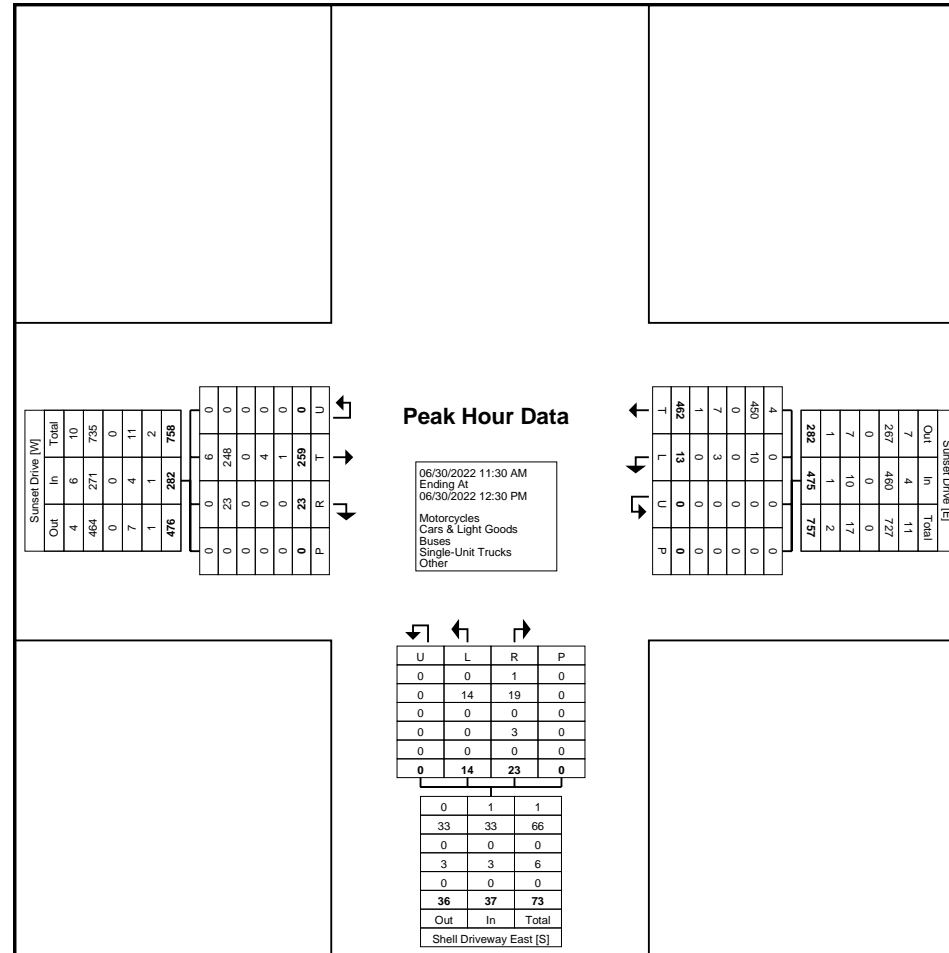 Sunset Drive [W]
Out In Total
4 6 10
464 271 735
0 0 0
7 4 11
1 1 2
476 282 758
0 0 6 0
0 23 248 0
0 0 0 0
0 0 4 0
0 0 1 0
0 23 259 0
P R T U
Peak Hour Data
06/30/2022 11:30 AM
Ending At
06/30/2022 12:30 PM
Motorcycles
Cars & Light Goods
Buses
Single-Unit Trucks
Other
Sunset Drive [E]
Out In Total
7 4 11
267 460 727
0 0 0
7 10 17
1 1 2
282 475 757
4 0 0 0
450 10 0 0
0 0 0 0
7 3 0 0
1 0 0 0
462 13 0 0
T L U P
U L R P
0 0 1 0
0 14 19 0
0 0 0 0
0 0 3 0
0 0 0 0
0 14 23 0
0 1 1
33 33 66
0 0 0
3 3 6
0 0 0
36 37 73
Out In Total
Shell Driveway East [S]